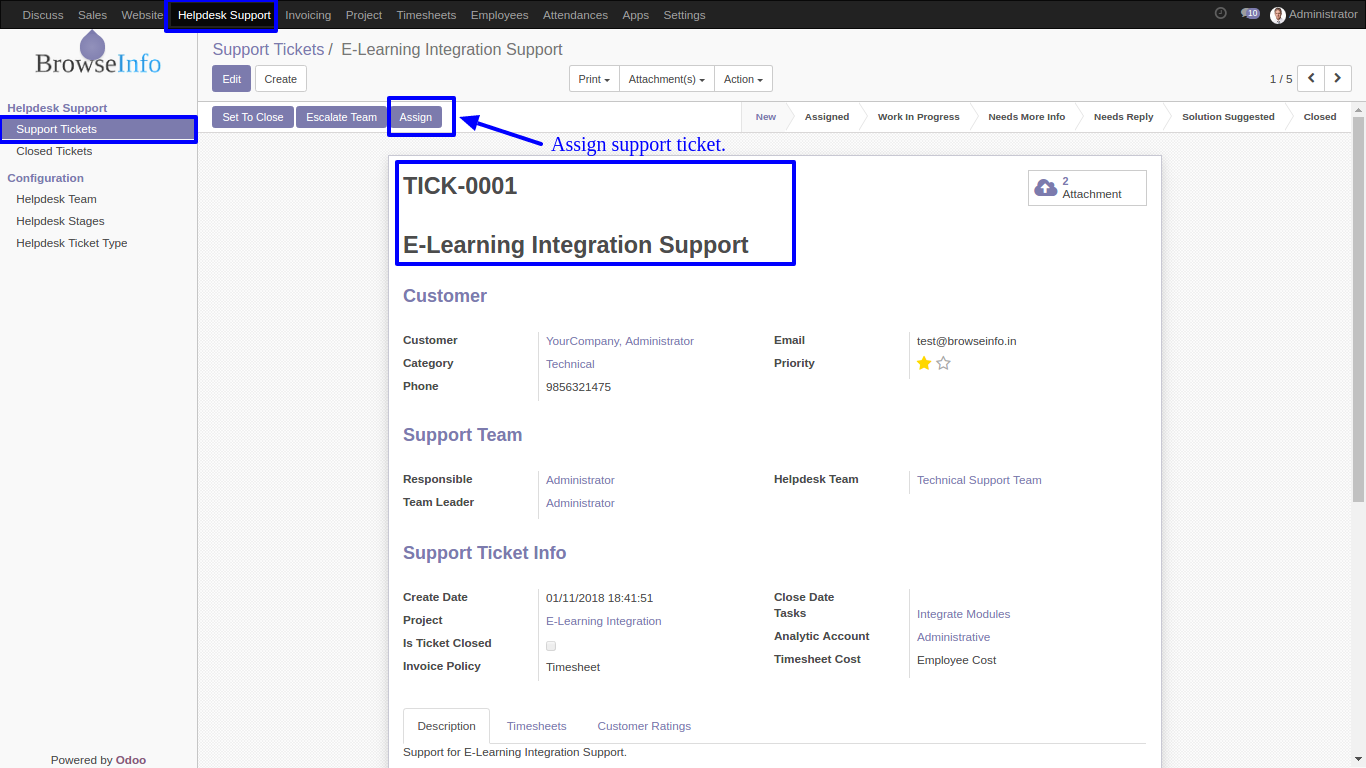 Discuss Sales Website Helpdesk Support Invoicing Project Timesheets Employees Attendances Apps Settings 10 Administrator
BrowseInfo
Support Tickets / E-Learning Integration Support
Edit Create Print Attachment(s) Action 1 / 5
Helpdesk Support
Support Tickets
Closed Tickets
Configuration
Helpdesk Team
Helpdesk Stages
Helpdesk Ticket Type
Powered by Odoo
Set To Close Escalate Team Assign New Assigned Work In Progress Needs More Info Needs Reply Solution Suggested Closed
Assign support ticket.
TICK-0001
2
Attachment
E-Learning Integration Support
Customer
Customer YourCompany, Administrator Email test@browseinfo.in
Category Technical Priority
Phone 9856321475
Support Team
Responsible Administrator Helpdesk Team Technical Support Team
Team Leader Administrator
Support Ticket Info
Create Date 01/11/2018 18:41:51 Close Date
Tasks Integrate Modules
Project E-Learning Integration
Analytic Account Administrative
Is Ticket Closed
Timesheet Cost Employee Cost
Invoice Policy Timesheet
Description Timesheets Customer Ratings
Support for E-Learning Integration Support.